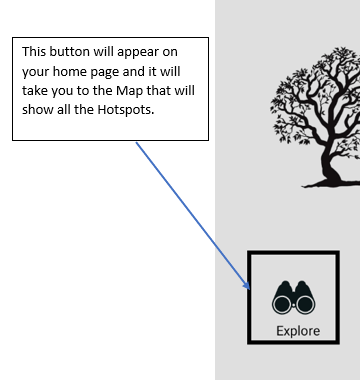 This button will appear on
your home page and it will
take you to the Map that will
show all the Hotspots.
Explore